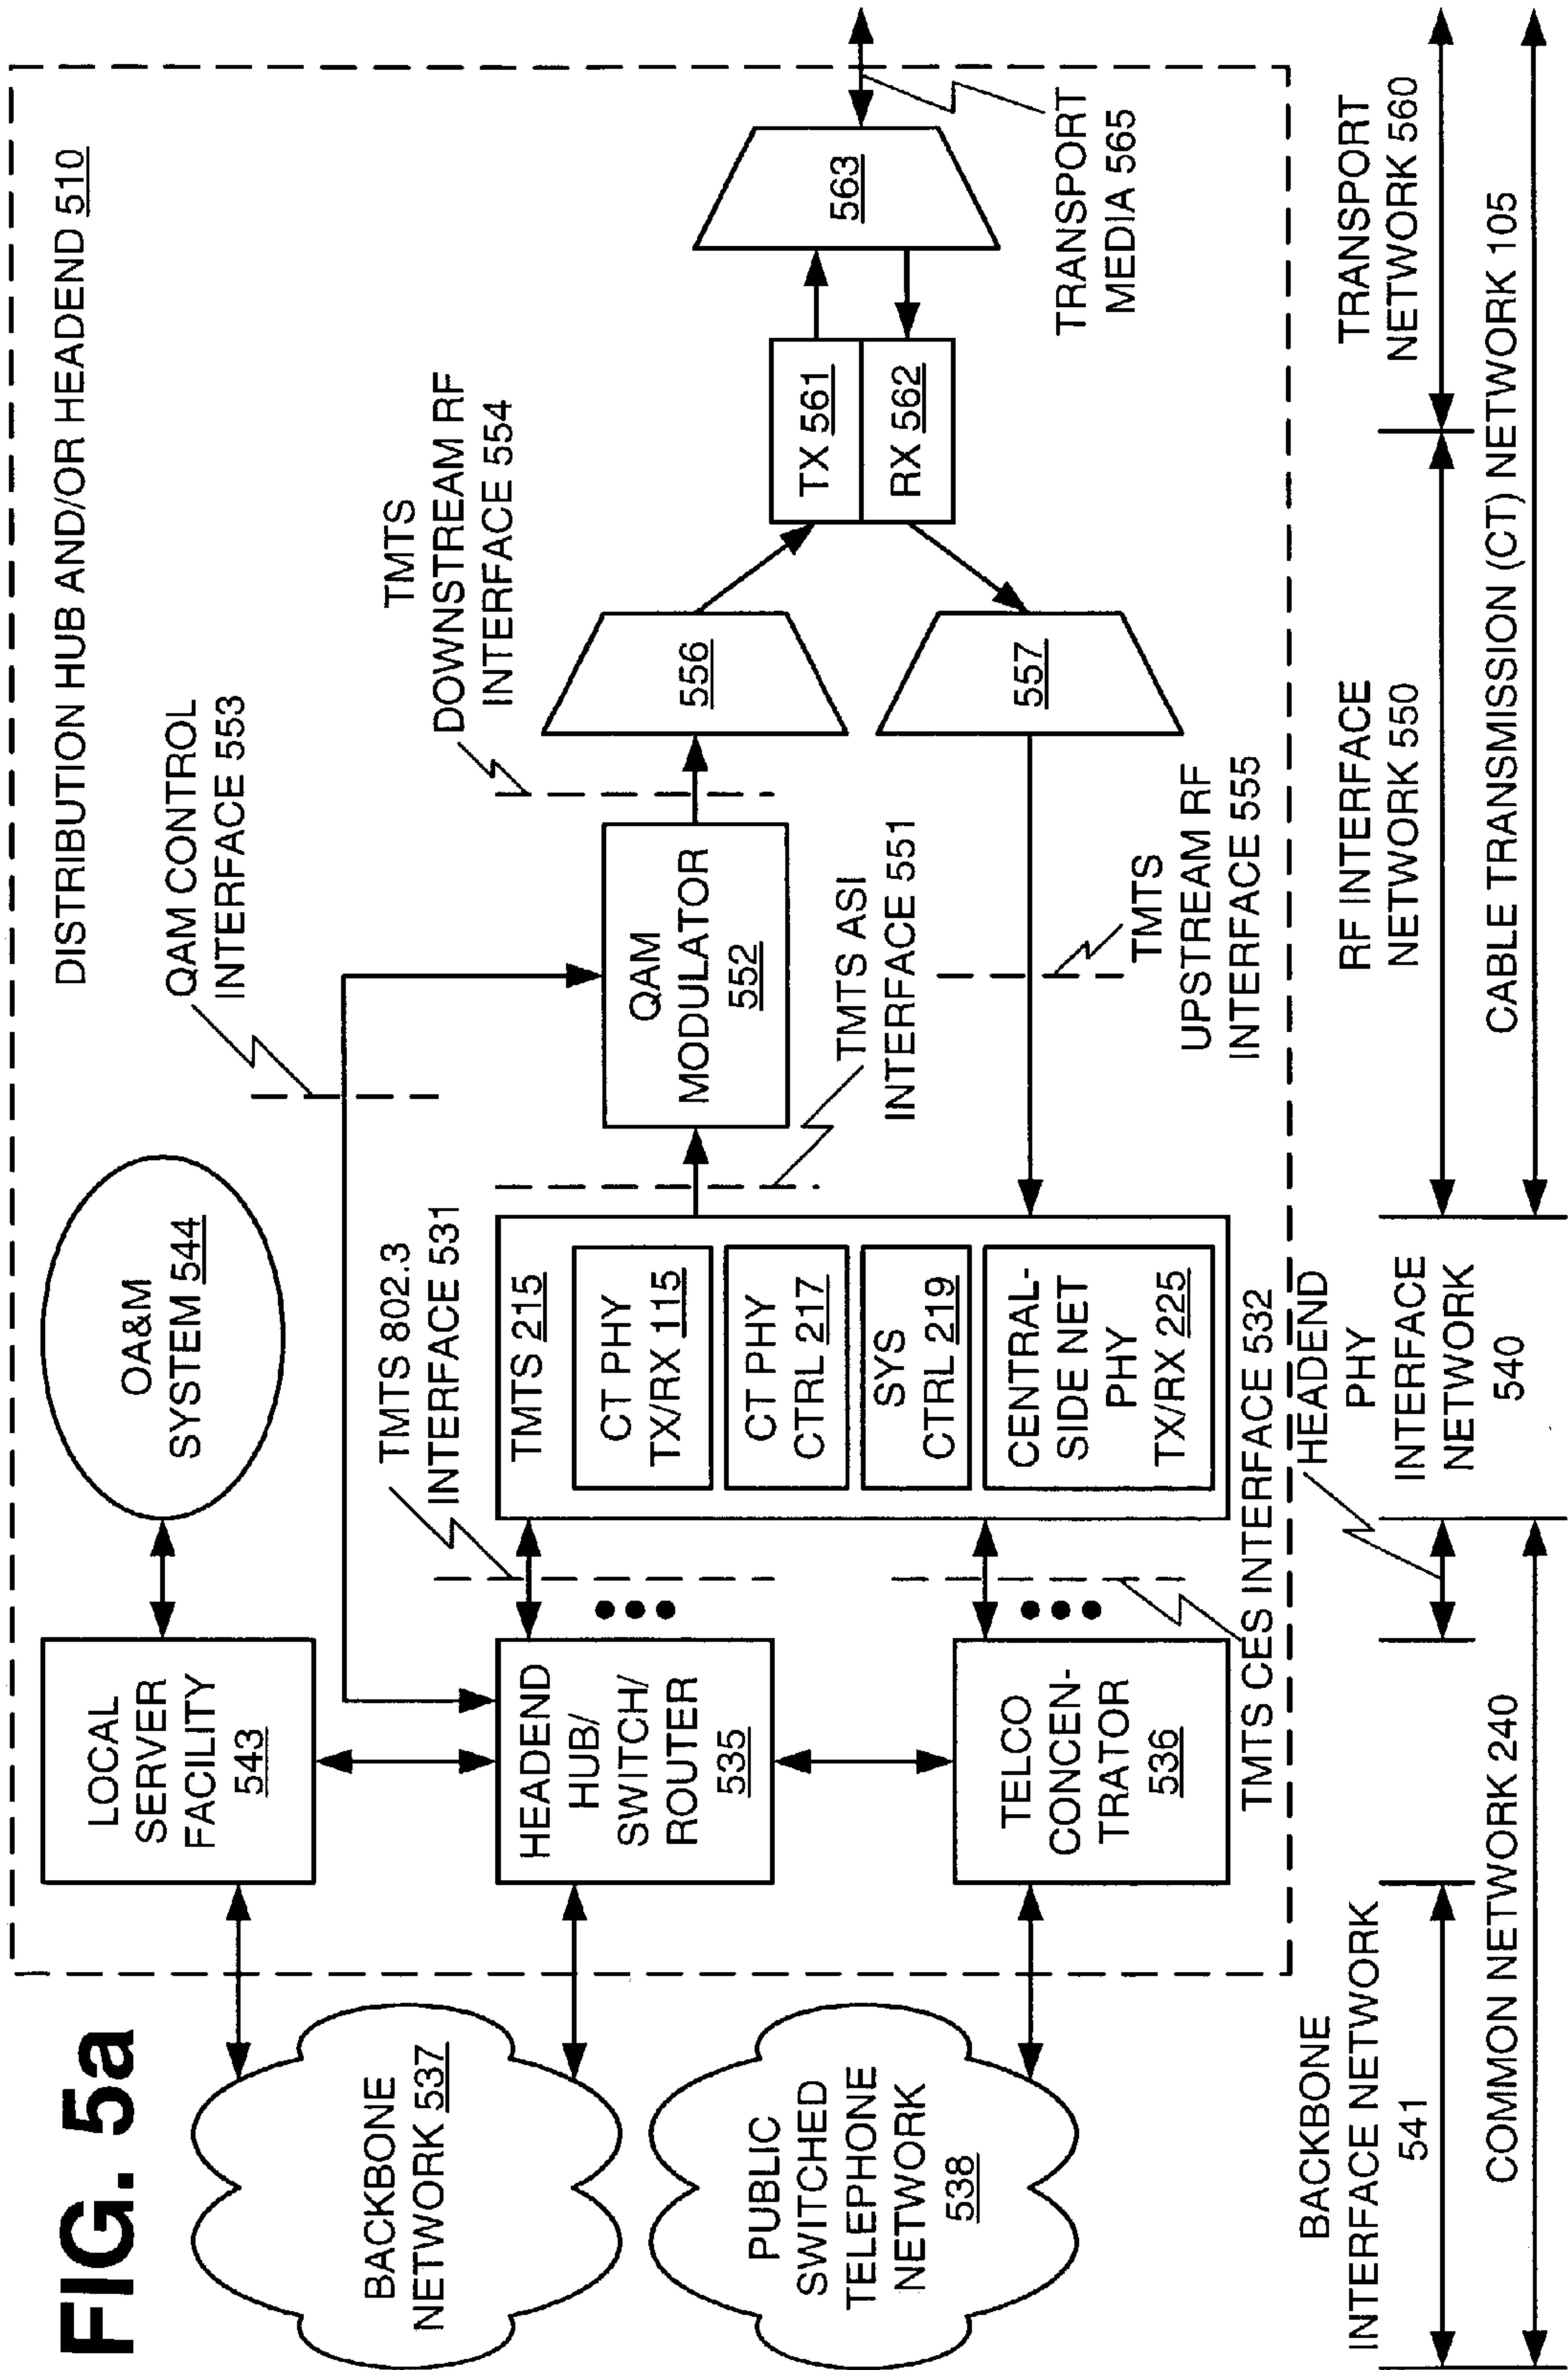 FIG. 5a
DISTRIBUTION HUB AND/OR HEADEND 510
BACKBONE
NETWORK 537
PUBLIC
SWITCHED
TELEPHONE
NETWORK
538
LOCAL
SERVER
FACILITY
543
OA&M
SYSTEM 544
HEADEND
HUB/
SWITCH/
ROUTER
535
TELCO
CONCEN-
TRATOR
536
TMTS 802.3
INTERFACE 531
TMTS CES INTERFACE 532
TMTS 215
CT PHY
TX/RX 115
CT PHY
CTRL 217
SYS
CTRL 219
CENTRAL-
SIDE NET
PHY
TX/RX 225
QAM CONTROL
INTERFACE 553
QAM
MODULATOR
552
TMTS ASI
INTERFACE 551
TMTS
DOWNSTREAM RF
INTERFACE 554
TMTS
UPSTREAM RF
INTERFACE 555
556
557
TX 561
RX 562
563
TRANSPORT
MEDIA 565
BACKBONE
INTERFACE NETWORK
541
HEADEND
PHY
INTERFACE
NETWORK
540
RF INTERFACE
NETWORK 550
TRANSPORT
NETWORK 560
COMMON NETWORK 240
CABLE TRANSMISSION (CT) NETWORK 105